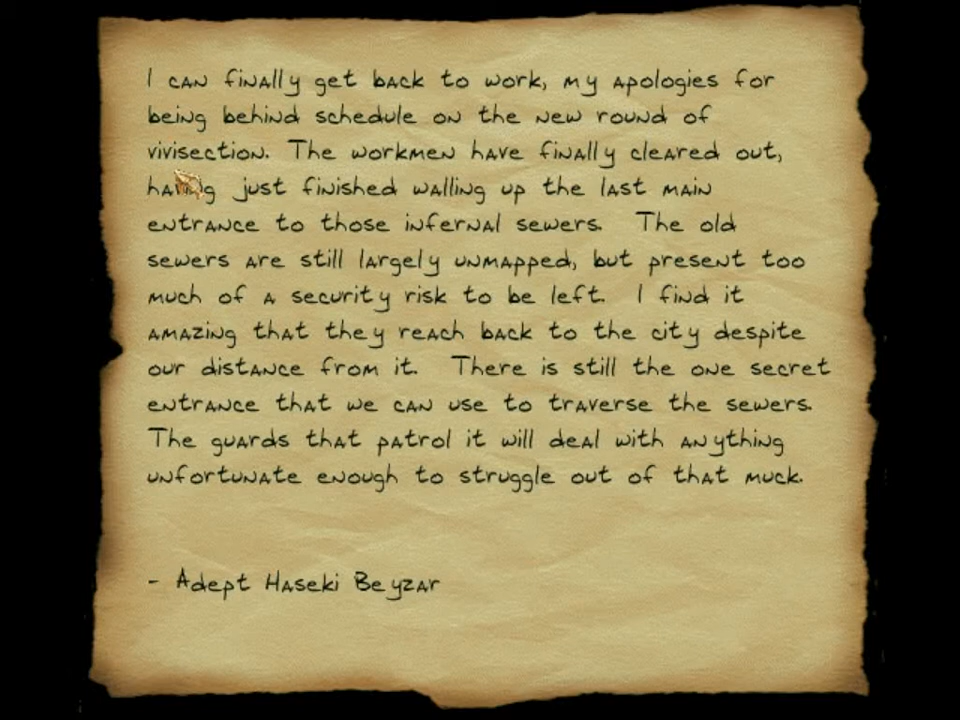 I can finally get back to work, my apologies for
being behind schedule on the new round of
vivisection. The workmen have finally cleared out,
having just finished walling up the last main
entrance to those infernal sewers. The old
sewers are still largely unmapped, but present too
much of a security risk to be left. I find it
amazing that they reach back to the city despite
our distance from it. There is still the one secret
entrance that we can use to traverse the sewers.
The guards that patrol it will deal with anything
unfortunate enough to struggle out of that muck.
- Adept Haseki Beyzar